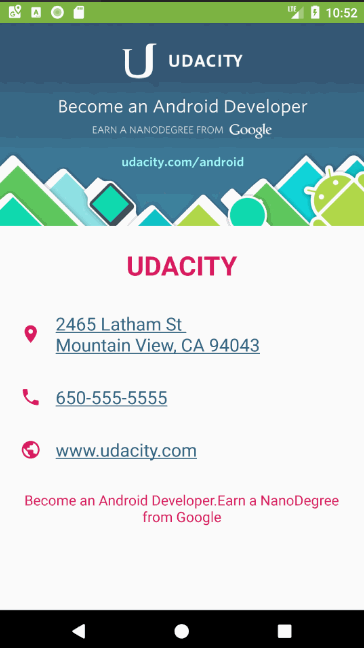 LTE 10:52
UDACITY
Become an Android Developer
EARN A NANODEGREE FROM Google
udacity.com/android
UDACITY
2465 Latham St
Mountain View, CA 94043
650-555-5555
www.udacity.com
Become an Android Developer.Earn a NanoDegree
from Google